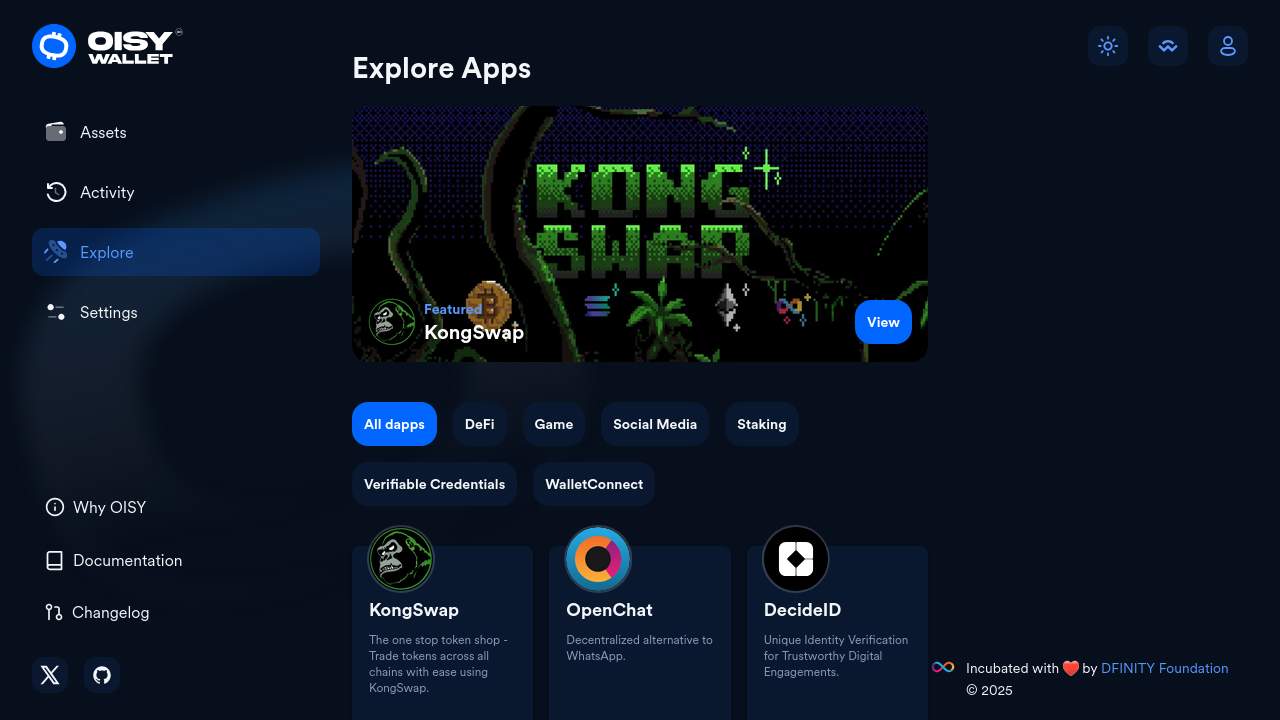 OISY
WALLET
Explore Apps
Assets
Activity
Explore
Settings
KONG
SWAP
Featured
KongSwap
View
All dapps
DeFi
Game
Social Media
Staking
Verifiable Credentials
WalletConnect
Why OISY
Documentation
Changelog
KongSwap
The one stop token shop -
Trade tokens across all
chains with ease using
KongSwap.
OpenChat
Decentralized alternative to
WhatsApp.
DecideID
Unique Identity Verification
for Trustworthy Digital
Engagements.
Incubated with ❤️ by DFINITY Foundation
© 2025